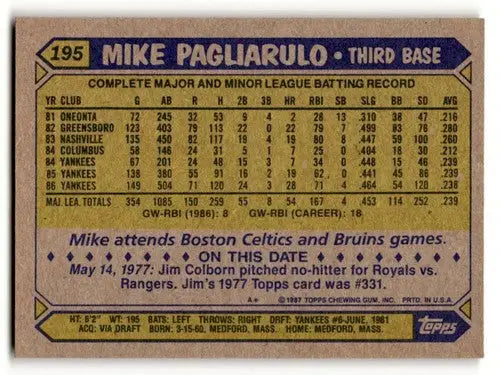 195 MIKE PAGLIARULO • THIRD BASE
COMPLETE MAJOR AND MINOR LEAGUE BATTING RECORD
YR CLUB G AB R H 2B 3B HR RBI SB SLG BB SO AVG
81 ONEONTA 72 245 32 53 9 4 2 28 13 .310 38 47 .216
82 GREENSBORO 123 403 79 113 22 0 22 79 7 .499 83 76 .280
83 NASHVILLE 135 450 82 117 19 4 19 80 8 .447 59 100 .260
84 COLUMBUS 58 146 24 31 5 1 7 25 0 .404 18 30 .212
84 YANKEES 67 201 24 48 15 3 7 34 0 .448 15 46 .239
85 YANKEES 138 380 55 91 16 2 19 62 0 .442 45 86 .239
86 YANKEES 149 504 71 120 24 3 28 71 4 .464 54 120 .238
MAJ. LEA. TOTALS 354 1085 150 259 55 8 54 167 4 .453 114 252 .239
GW-RBI (1986): 8 GW-RBI (CAREER): 18
Mike attends Boston Celtics and Bruins games.
ON THIS DATE
May 14, 1977: Jim Colborn pitched no-hitter for Royals vs.
Rangers. Jim's 1977 Topps card was #331.
A* ©1987 TOPPS CHEWING GUM, INC. PRTD. IN U.S.A.
HT: 6'2" WT: 195 BATS: LEFT THROWS: RIGHT DRFT: YANKEES #6-JUNE, 1981
ACQ: VIA DRAFT BORN: 3-15-60, MEDFORD, MASS. HOME: MEDFORD, MASS.
Topps